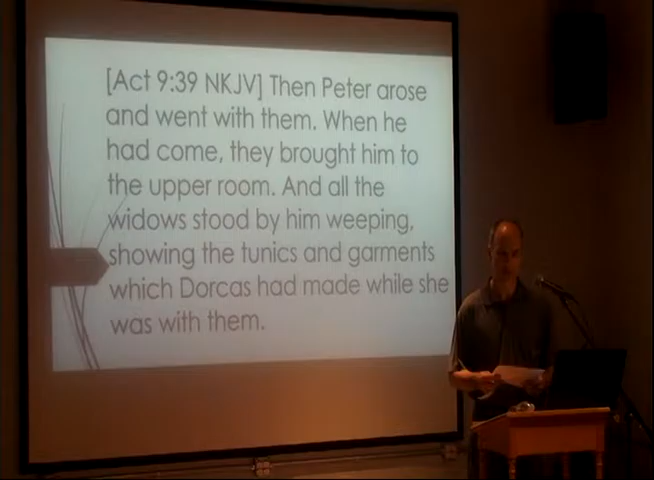 [Act 9:39 NKJV] Then Peter arose
and went with them. When he
had come, they brought him to
the upper room. And all the
widows stood by him weeping,
showing the tunics and garments
which Dorcas had made while she
was with them.